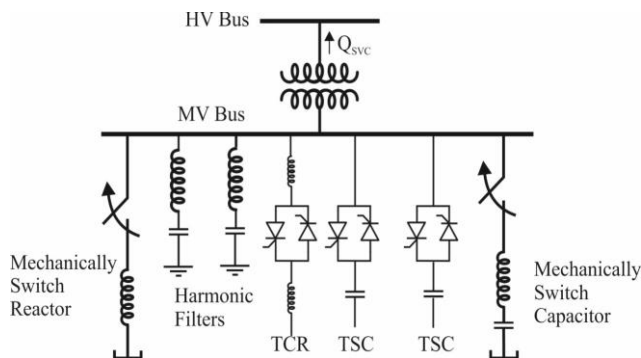 HV Bus
Q_SVC
MV Bus
Mechanically
Switch
Reactor
Harmonic
Filters
TCR
TSC
TSC
Mechanically
Switch
Capacitor